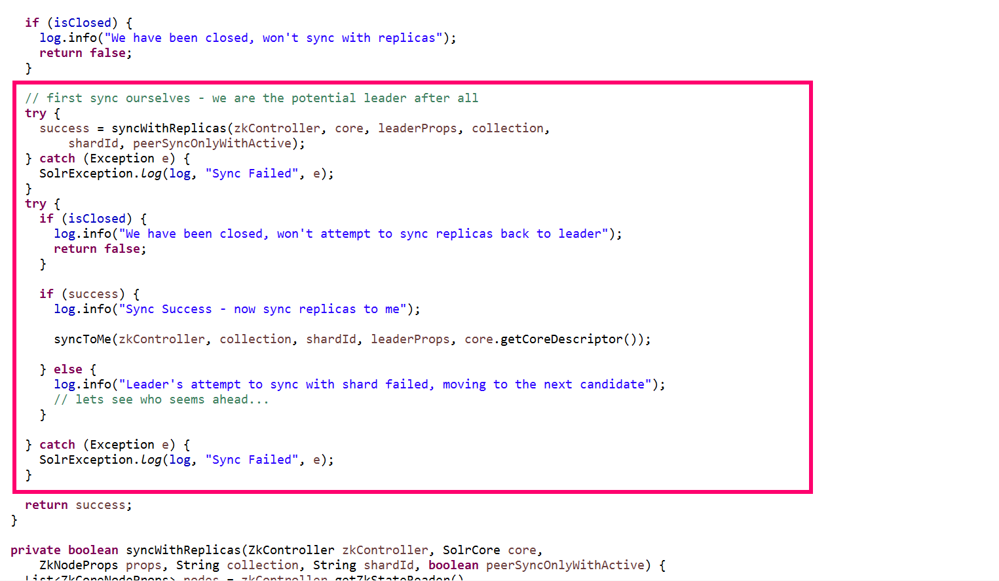 if (isClosed) {
log.info("We have been closed, won't sync with replicas");
return false;
}
// first sync ourselves - we are the potential leader after all
try {
success = syncWithReplicas(zkController, core, leaderProps, collection,
shardId, peerSyncOnlyWithActive);
} catch (Exception e) {
SolrException.log(log, "Sync Failed", e);
}
try {
if (isClosed) {
log.info("We have been closed, won't attempt to sync replicas back to leader");
return false;
}
if (success) {
log.info("Sync Success - now sync replicas to me");
syncToMe(zkController, collection, shardId, leaderProps, core.getCoreDescriptor());
} else {
log.info("Leader's attempt to sync with shard failed, moving to the next candidate");
// lets see who seems ahead...
}
} catch (Exception e) {
SolrException.log(log, "Sync Failed", e);
}
return success;
}
private boolean syncWithReplicas(ZkController zkController, SolrCore core,
ZkNodeProps props, String collection, String shardId, boolean peerSyncOnlyWithActive) {
List<ZkCoreNodeProps> nodes = zkController.getZkStateReader()